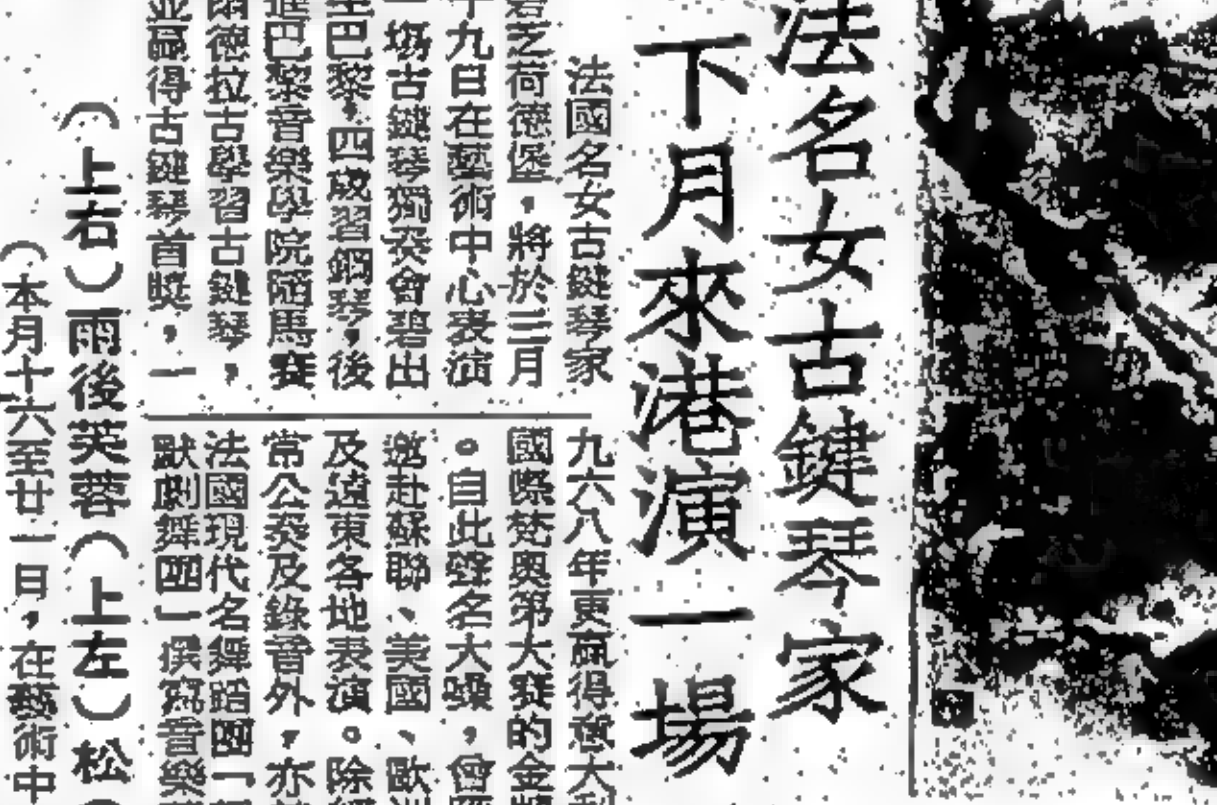 法名女古鍵琴家
下月來港演一場
法國名女古鍵琴家
君芝荷德堡，將於三月
十九日在藝術中心表演
一場古鍵琴獨奏會碧出
巴黎，四歲習鋼琴，後
進巴黎音樂學院隨馬賽
爾德拉古學習古鍵琴，
並贏得古鍵琴首獎，一
九六八年更贏得意大利
國際梵奧第大賽的金
。自此聲名大噪，曾
邀赴蘇聯、美國、歐洲
及遠東各地表演。除
常公奏及錄音外，亦
法國現代名舞蹈團「
默劇舞團」撰寫音樂
（上右）雨後芙蓉（上左）松
（本月十六至廿一日，在藝術中